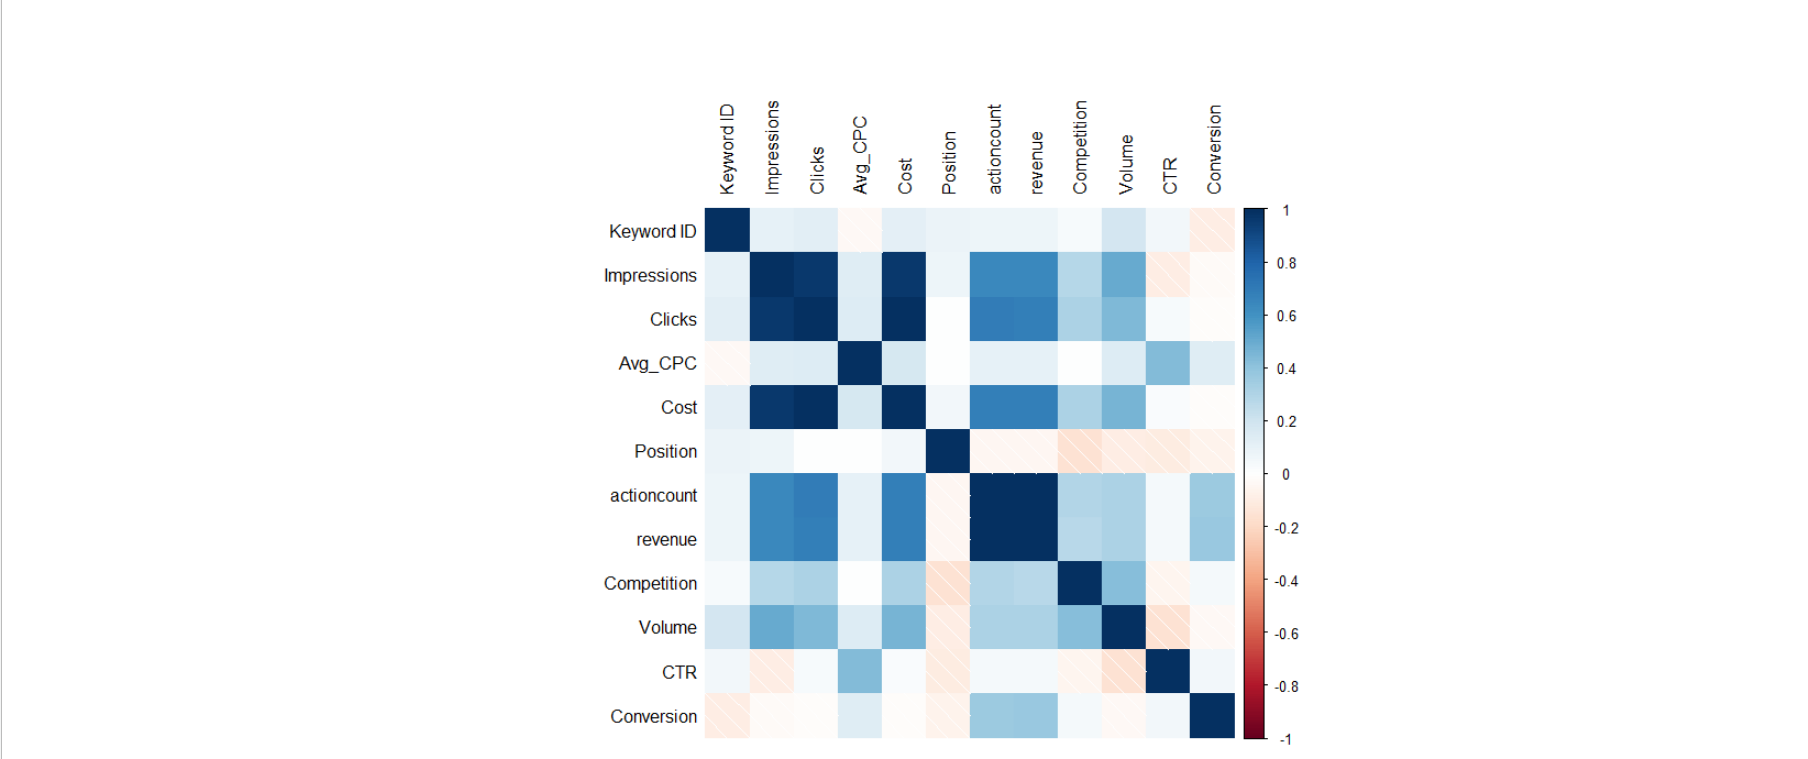 Keyword ID
Impressions
Clicks
Avg_CPC
Cost
Position
actioncount
revenue
Competition
Volume
CTR
Conversion
Keyword ID
Impressions
Clicks
Avg_CPC
Cost
Position
actioncount
revenue
Competition
Volume
CTR
Conversion
1
0.8
0.6
0.4
0.2
0
-0.2
-0.4
-0.6
-0.8
-1